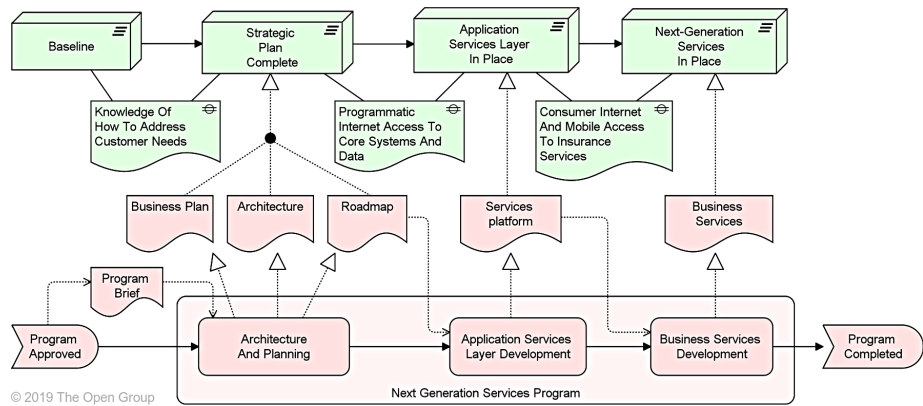 Baseline
Strategic
Plan
Complete
Application
Services Layer
In Place
Next-Generation
Services
In Place
Knowledge Of
How To Address
Customer Needs
Programmatic
Internet Access To
Core Systems And
Data
Consumer Internet
And Mobile Access
To Insurance
Services
Business Plan
Architecture
Roadmap
Services
platform
Business
Services
Program
Brief
Program
Approved
Architecture
And Planning
Application Services
Layer Development
Business Services
Development
Program
Completed
Next Generation Services Program
© 2019 The Open Group